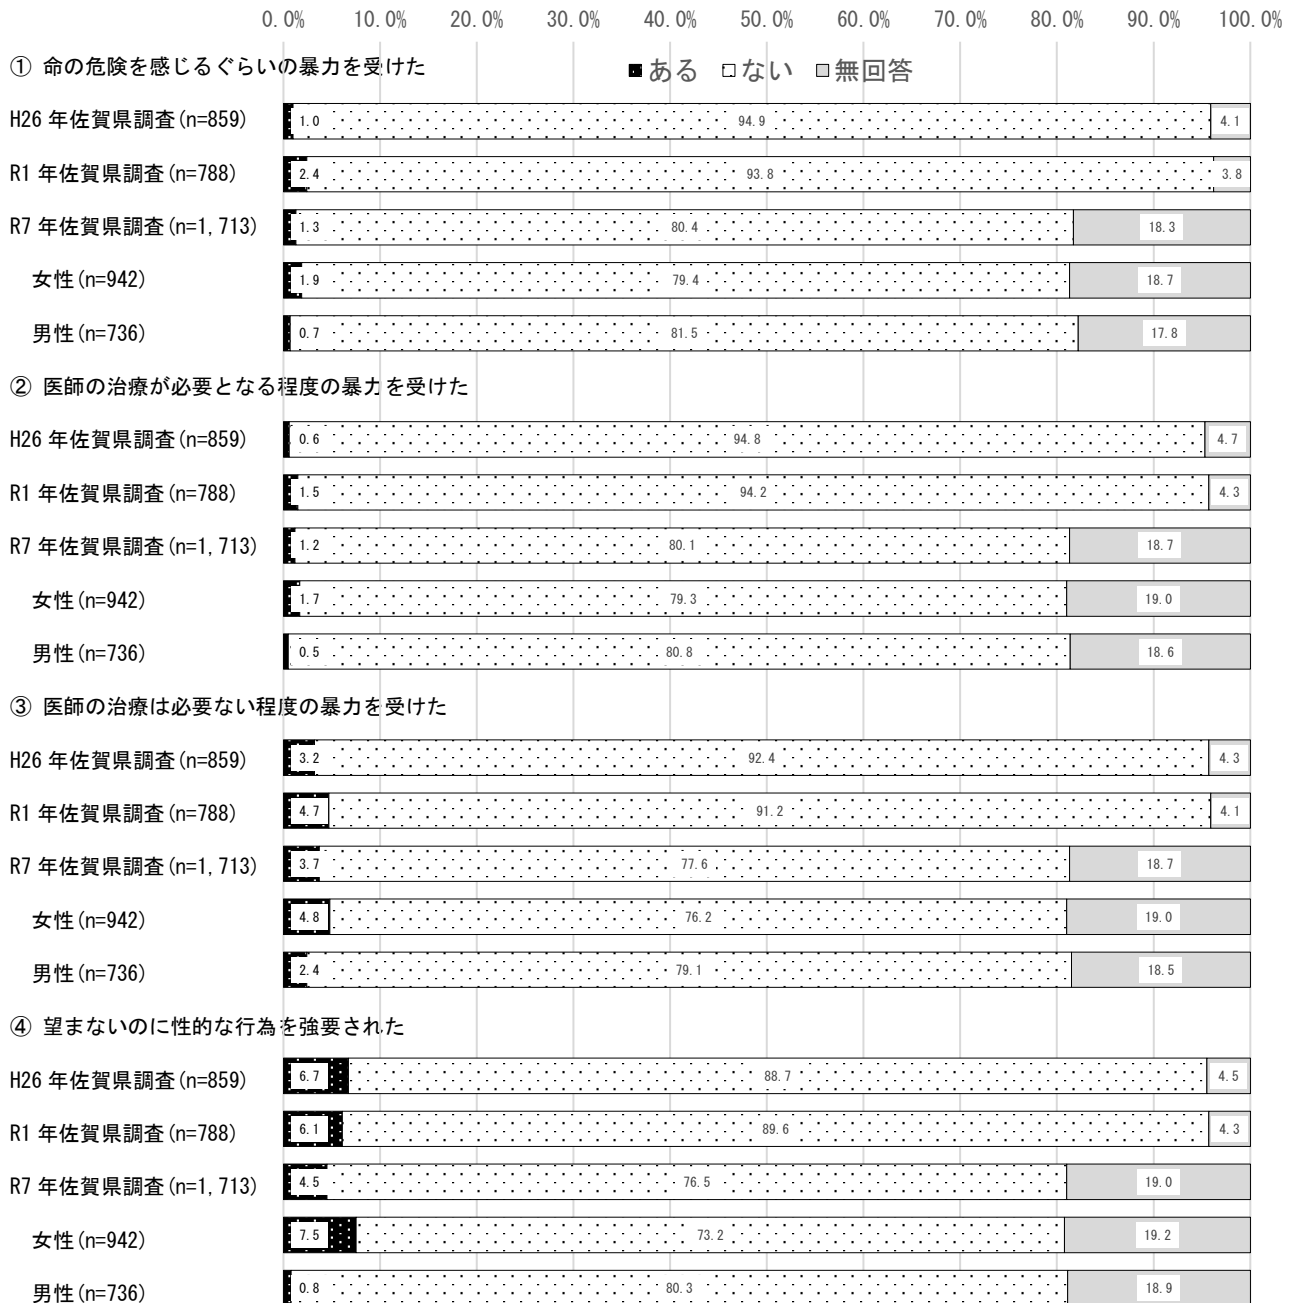 0.0% 10.0% 20.0% 30.0% 40.0% 50.0% 60.0% 70.0% 80.0% 90.0% 100.0%
① 命の危険を感じるぐらいの暴力を受けた
■ある □ない □無回答
H26 年佐賀県調査(n=859) 1.0 94.9 4.1
R1 年佐賀県調査(n=788) 2.4 93.8 3.8
R7 年佐賀県調査(n=1,713) 1.3 80.4 18.3
女性(n=942) 1.9 79.4 18.7
男性(n=736) 0.7 81.5 17.8
② 医師の治療が必要となる程度の暴力を受けた
H26 年佐賀県調査(n=859) 0.6 94.8 4.7
R1 年佐賀県調査(n=788) 1.5 94.2 4.3
R7 年佐賀県調査(n=1,713) 1.2 80.1 18.7
女性(n=942) 1.7 79.3 19.0
男性(n=736) 0.5 80.8 18.6
③ 医師の治療は必要ない程度の暴力を受けた
H26 年佐賀県調査(n=859) 3.2 92.4 4.3
R1 年佐賀県調査(n=788) 4.7 91.2 4.1
R7 年佐賀県調査(n=1,713) 3.7 77.6 18.7
女性(n=942) 4.8 76.2 19.0
男性(n=736) 2.4 79.1 18.5
④ 望まないのに性的な行為を強要された
H26 年佐賀県調査(n=859) 6.7 88.7 4.5
R1 年佐賀県調査(n=788) 6.1 89.6 4.3
R7 年佐賀県調査(n=1,713) 4.5 76.5 19.0
女性(n=942) 7.5 73.2 19.2
男性(n=736) 0.8 80.3 18.9